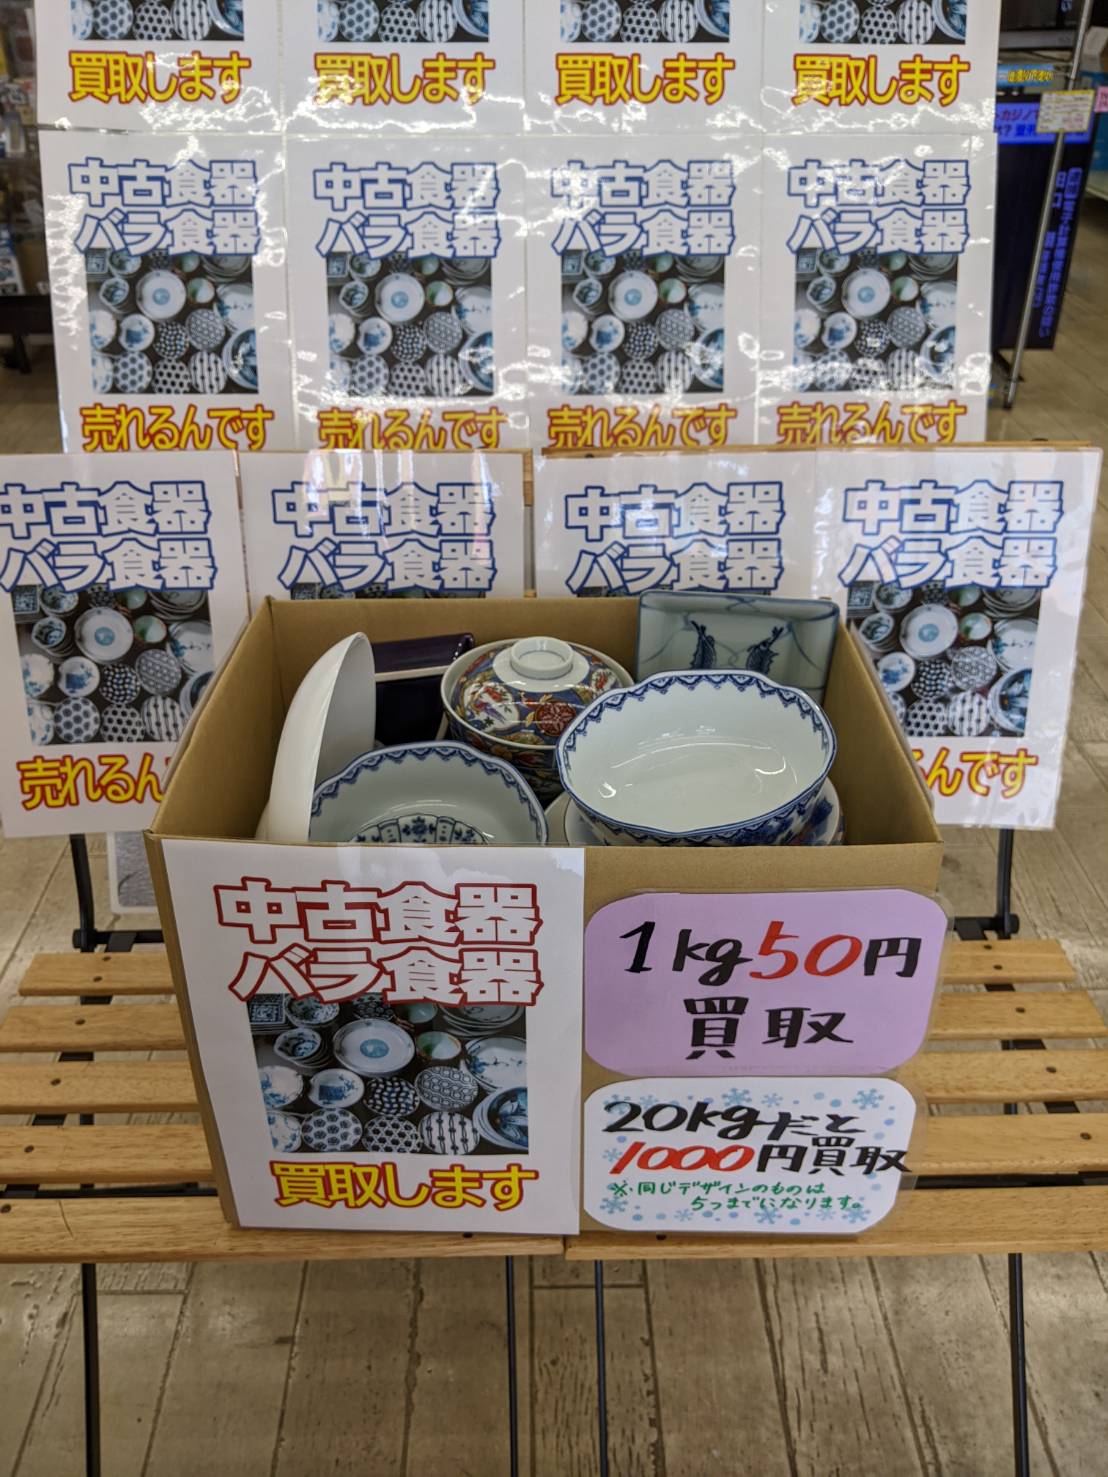 買取します
買取します
買取します
買取します
中古食器
バラ食器
売れるんです
中古食器
バラ食器
売れるんです
中古食器
バラ食器
売れるんです
中古食器
バラ食器
売れるんです
中古食器
バラ食器
売れるん
中古食器
バラ食器
中古食器
バラ食器
中古食器
バラ食器
んです
中古食器
バラ食器
買取します
1kg50円
買取
20kgだと
1000円買取
※同じデザインのものは
5つまでになります。